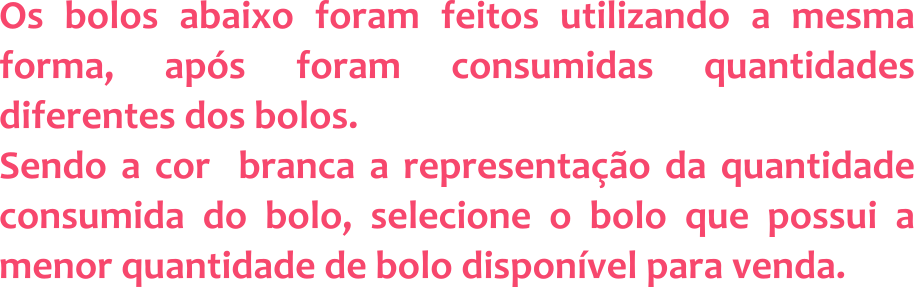 Os bolos abaixo foram feitos utilizando a mesma
forma, após foram consumidas quantidades
diferentes dos bolos.
Sendo a cor branca a representação da quantidade
consumida do bolo, selecione o bolo que possui a
menor quantidade de bolo disponível para venda.